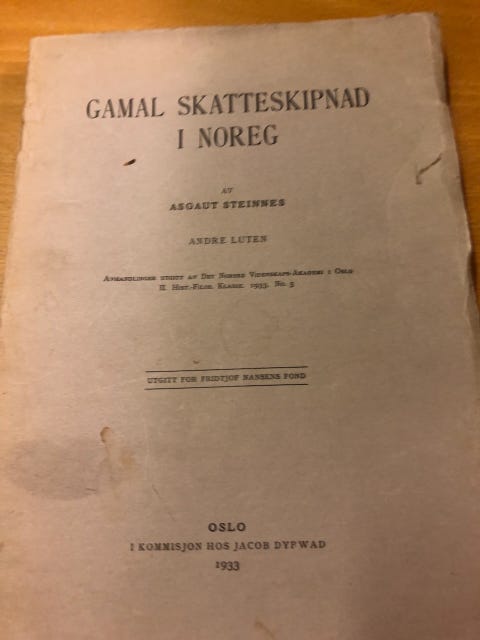 GAMAL SKATTESKIPNAD
I NOREG
AV
ASGAUT STEINNES
ANDRE LUTEN
AVHANDLINGER UTGITT AV DET NORSKE VIDENSKAPS-AKADEMI I OSLO
II. HIST.-FILOS. KLASSE. 1933. No. 3
UTGITT FOR FRIDTJOF NANSENS FOND
OSLO
I KOMMISJON HOS JACOB DYBWAD
1933